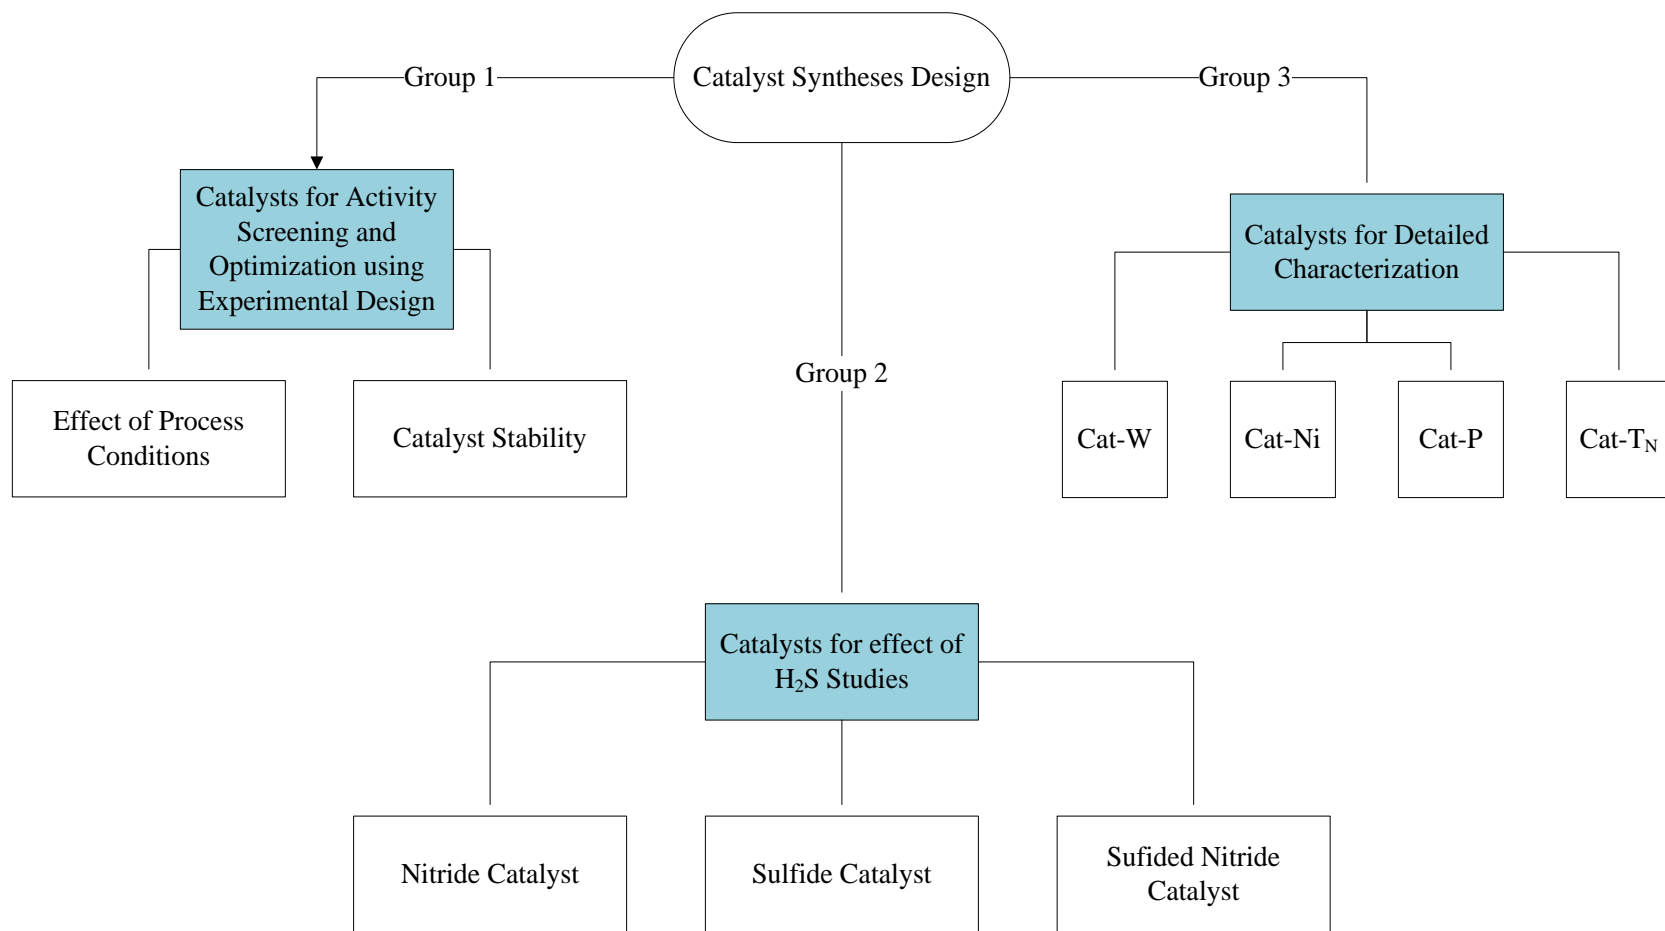 Catalyst Syntheses Design
Group 1
Group 3
Catalysts for Activity
Screening and
Optimization using
Experimental Design
Catalysts for Detailed
Characterization
Effect of Process
Conditions
Catalyst Stability
Group 2
Cat-W
Cat-Ni
Cat-P
Cat-T_N
Catalysts for effect of
H₂S Studies
Nitride Catalyst
Sulfide Catalyst
Sufided Nitride
Catalyst